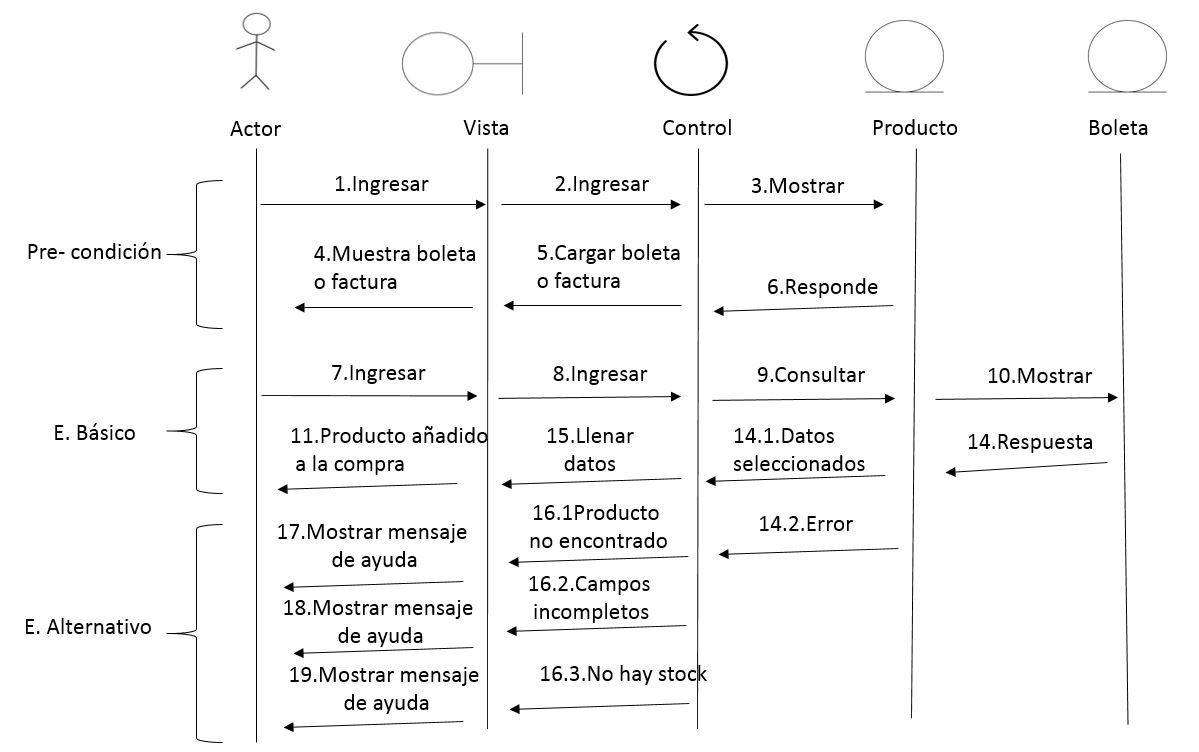 Actor
Vista
Control
Producto
Boleta
Pre- condición
1.Ingresar
2.Ingresar
3.Mostrar
4.Muestra boleta
o factura
5.Cargar boleta
o factura
6.Responde
E. Básico
7.Ingresar
8.Ingresar
9.Consultar
10.Mostrar
11.Producto añadido
a la compra
15.Llenar
datos
14.1.Datos
seleccionados
14.Respuesta
E. Alternativo
17.Mostrar mensaje
de ayuda
16.1Producto
no encontrado
14.2.Error
18.Mostrar mensaje
de ayuda
16.2.Campos
incompletos
19.Mostrar mensaje
de ayuda
16.3.No hay stock